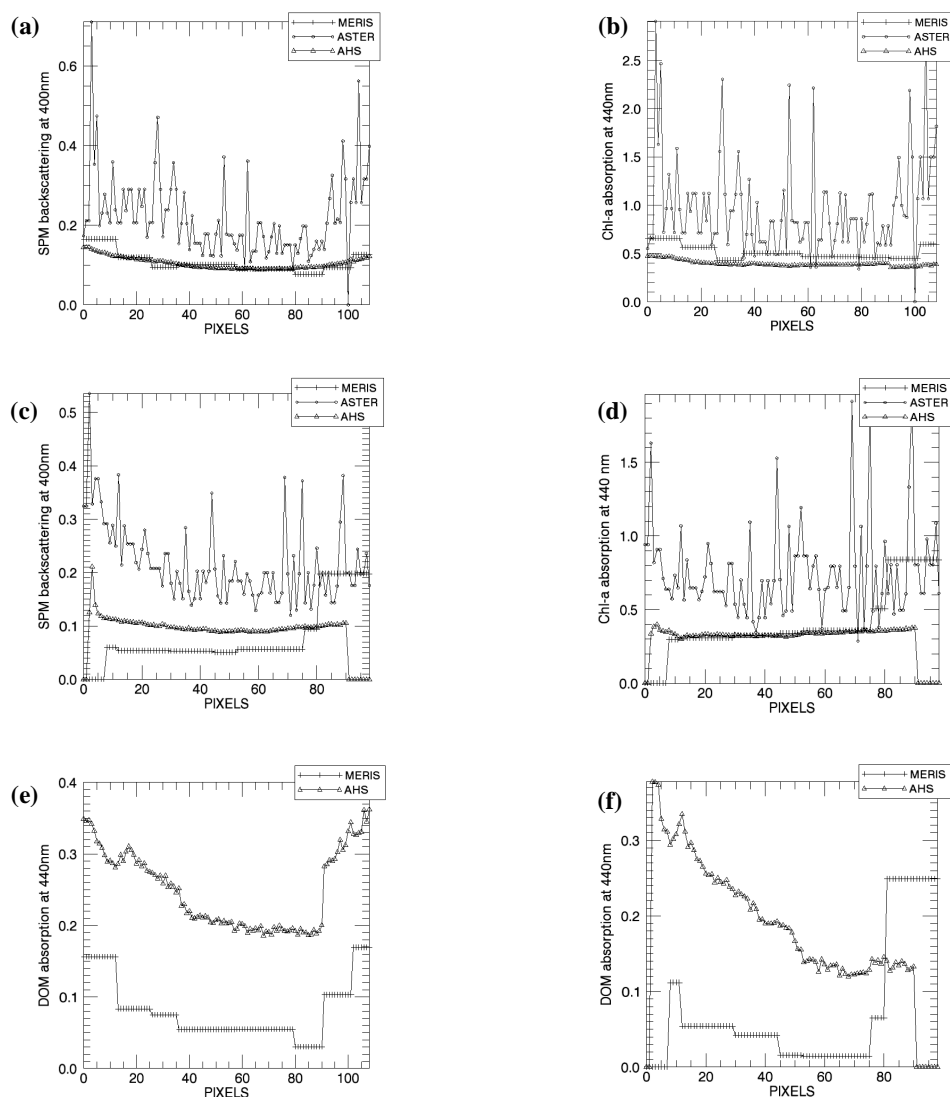 (a)
MERIS
ASTER
AHS
SPM backscattering at 400nm
0.6
0.4
0.2
0.0
0 20 40 60 80 100
PIXELS
(b)
MERIS
ASTER
AHS
Chl-a absorption at 440nm
2.5
2.0
1.5
1.0
0.5
0.0
0 20 40 60 80 100
PIXELS
(c)
MERIS
ASTER
AHS
SPM backscattering at 400nm
0.5
0.4
0.3
0.2
0.1
0.0
0 20 40 60 80
PIXELS
(d)
MERIS
ASTER
AHS
Chl-a absorption at 440 nm
1.5
1.0
0.5
0.0
0 20 40 60 80
PIXELS
(e)
MERIS
AHS
DOM absorption at 440nm
0.4
0.3
0.2
0.1
0.0
0 20 40 60 80 100
PIXELS
(f)
MERIS
AHS
DOM absorption at 440nm
0.3
0.2
0.1
0.0
0 20 40 60 80
PIXELS